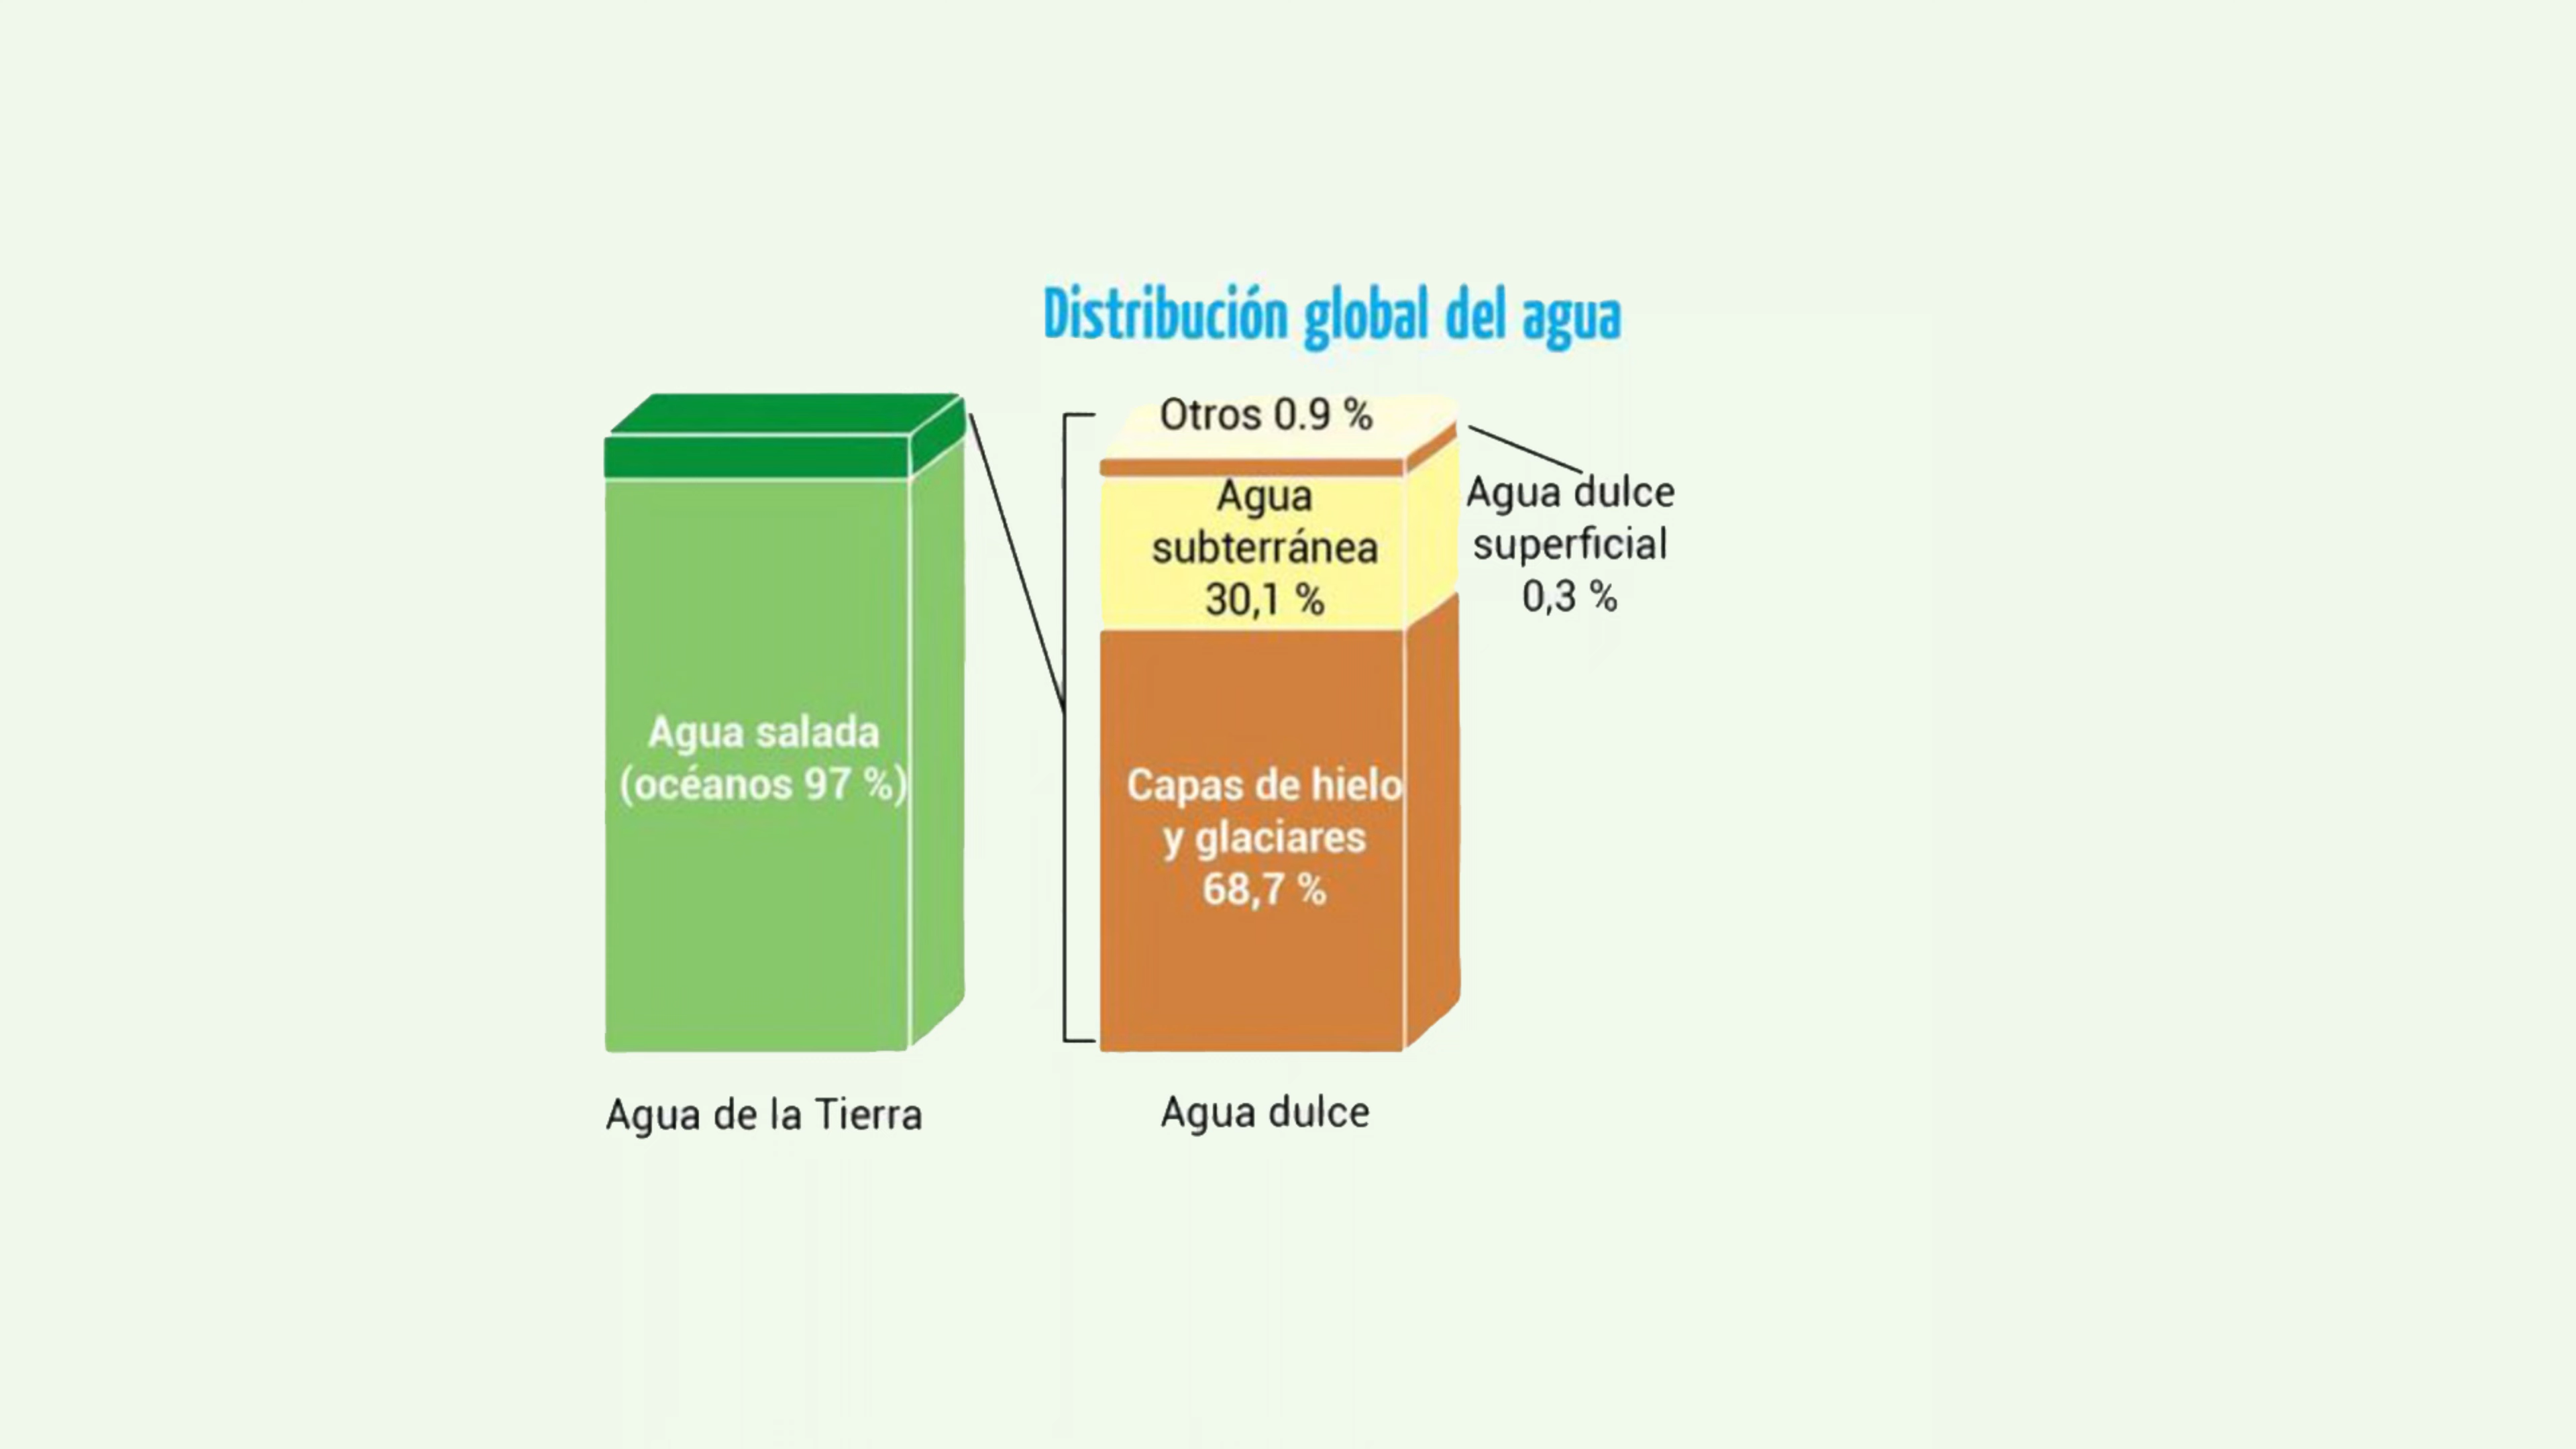 Distribución global del agua
Agua salada
(océanos 97 %)
Agua de la Tierra
Otros 0.9 %
Agua
subterránea
30,1 %
Capas de hielo
y glaciares
68,7 %
Agua dulce
Agua dulce
superficial
0,3 %